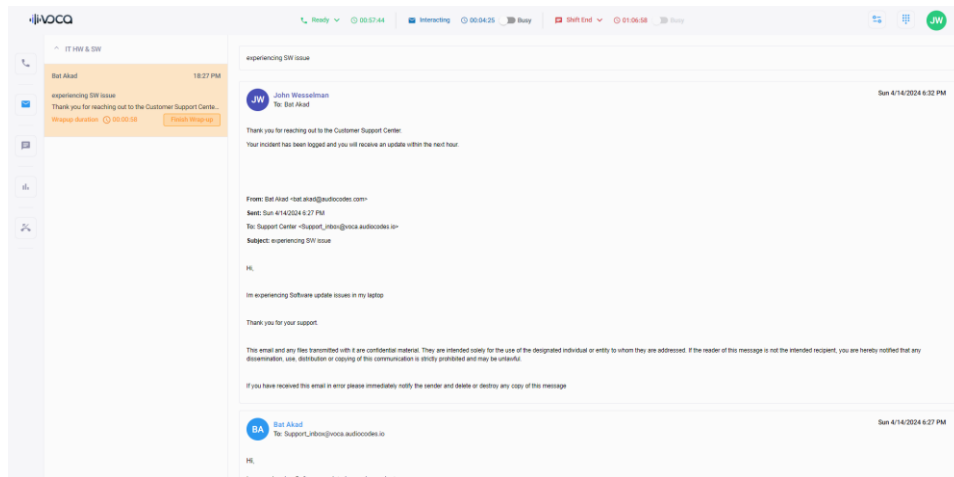 VOCA
Ready 00:57:44 Interacting 00:04:25 Busy Shift End 01:06:58 Busy
JW
IT HW & SW
Bat Akad 18:27 PM
experiencing SW issue
Thank you for reaching out to the Customer Support Cente...
Wrapup duration 00:00:58 Finish Wrap-up
experiencing SW issue
JW
John Wesselman
Sun 4/14/2024 6:32 PM
To: Bat Akad
Thank you for reaching out to the Customer Support Center.
Your incident has been logged and you will receive an update within the next hour.
From: Bat Akad <bat.akad@audiocodes.com>
Sent: Sun 4/14/2024 6:27 PM
To: Support Center <Support_inbox@voca.audiocodes.io>
Subject: experiencing SW issue
Hi,
Im experiencing Software update issues in my laptop
Thank you for your support.
This email and any files transmitted with it are confidential material. They are intended solely for the use of the designated individual or entity to whom they are addressed. If the reader of this message is not the intended recipient, you are hereby notified that any
dissemination, use, distribution or copying of this communication is strictly prohibited and may be unlawful.
If you have received this email in error please immediately notify the sender and delete or destroy any copy of this message
BA
Bat Akad
Sun 4/14/2024 6:27 PM
To: Support_inbox@voca.audiocodes.io
Hi,